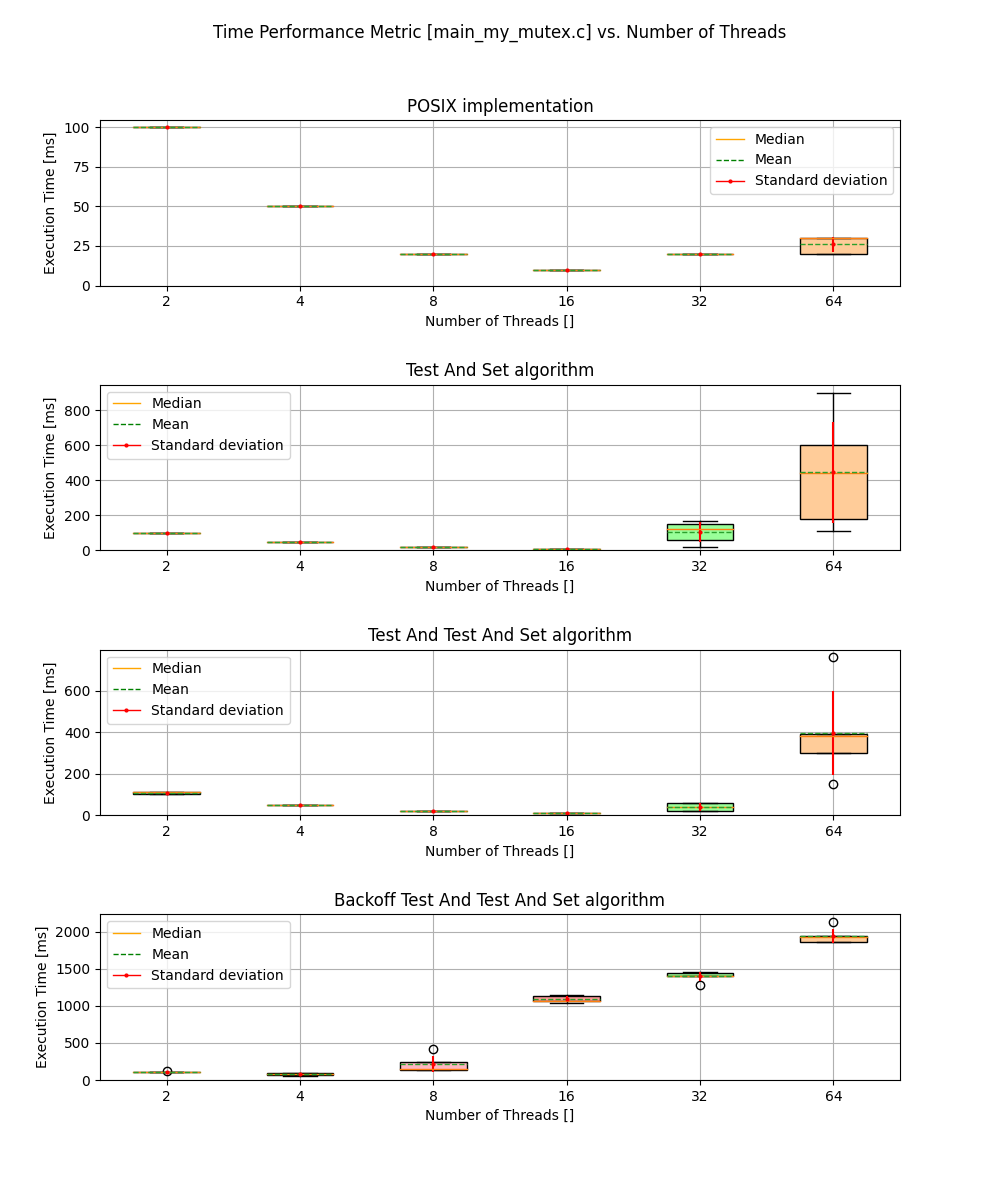 Time Performance Metric [main_my_mutex.c] vs. Number of Threads
POSIX implementation
Execution Time [ms]
100
75
50
25
0
Median
Mean
Standard deviation
2 4 8 16 32 64
Number of Threads []
Test And Set algorithm
Execution Time [ms]
800
600
400
200
0
Median
Mean
Standard deviation
2 4 8 16 32 64
Number of Threads []
Test And Test And Set algorithm
Execution Time [ms]
600
400
200
0
Median
Mean
Standard deviation
2 4 8 16 32 64
Number of Threads []
Backoff Test And Test And Set algorithm
Execution Time [ms]
2000
1500
1000
500
0
Median
Mean
Standard deviation
2 4 8 16 32 64
Number of Threads []